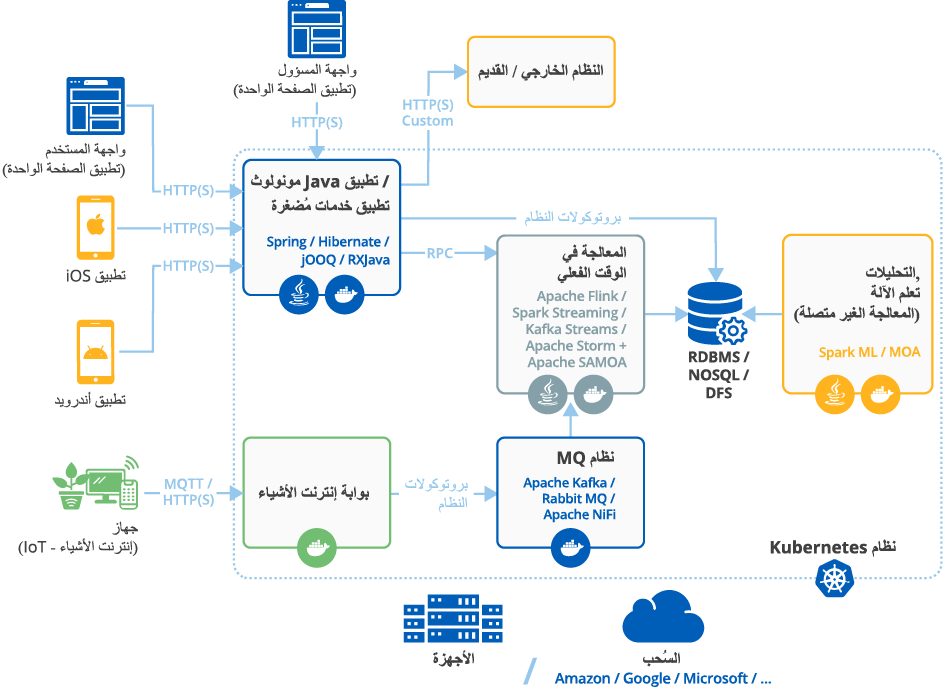 واجهة المسؤول
(تطبيق الصفحة الواحدة)
HTTP(S)
النظام الخارجي / القديم
HTTP(S)
Custom
واجهة المستخدم
(تطبيق الصفحة الواحدة)
HTTP(S)
تطبيق Java مونولوث /
تطبيق خدمات مُصْغرة
Spring / Hibernate /
jOOQ / RXJava
HTTP(S)
تطبيق iOS
HTTP(S)
تطبيق أندرويد
بروتوكولات النظام
RPC
المعالجة في
الوقت الفعلي
Apache Flink /
Spark Streaming /
Kafka Streams /
Apache Storm +
Apache SAMOA
RDBMS /
NOSQL /
DFS
التحليلات,
تعلم الآلة
(المعالجة الغير متصلة)
Spark ML / MOA
جهاز
(إنترنت الأشياء - IoT)
MQTT /
HTTP(S)
بوابة إنترنت الأشياء
بروتوكولات
النظام
نظام MQ
Apache Kafka /
Rabbit MQ /
Apache NiFi
نظام Kubernetes
الأجهزة
/
السُحب
Amazon / Google / Microsoft / ...